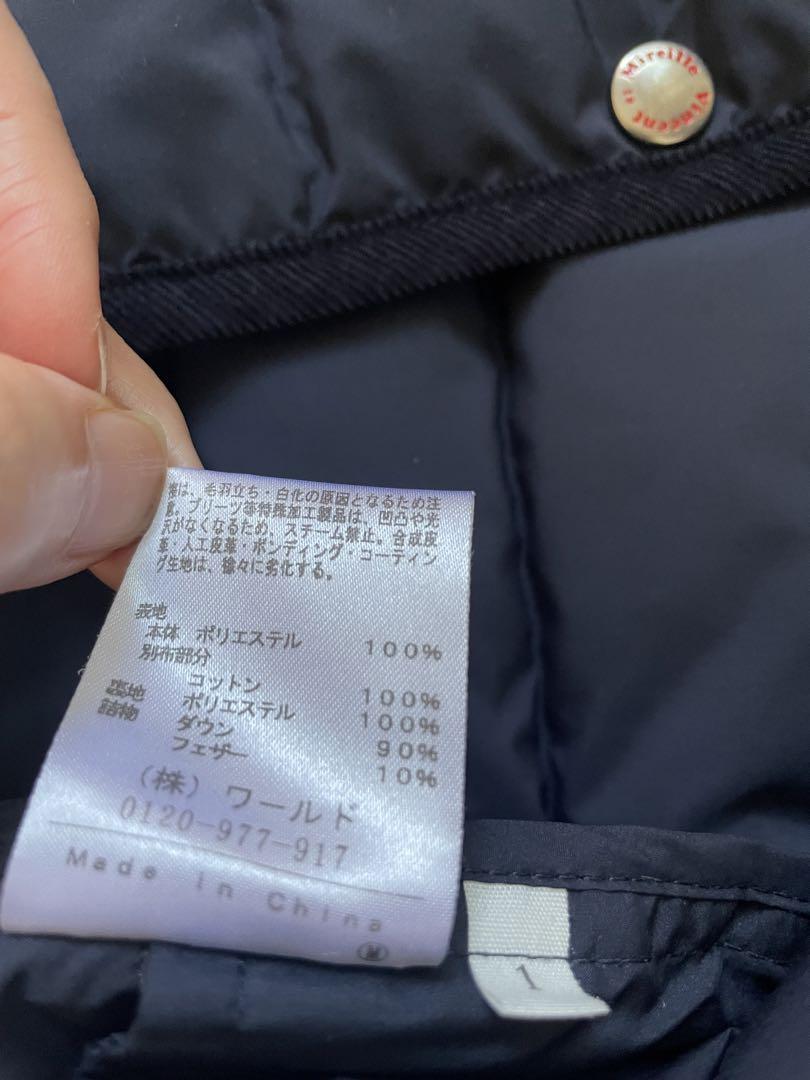 Mireille
et Vincent
は、毛羽立ち・白化の原因となるため注
意。プリーツ等特殊加工製品は、凹凸や光
沢がなくなるため、スチーム禁止。合成皮
革・人工皮革・ボンディング・コーティン
グ生地は、徐々に劣化する。
表地
本体 ポリエステル 100%
別布部分
コットン 100%
裏地 ポリエステル 100%
詰物 ダウン 90%
フェザー 10%
(株) ワールド
0120-977-917
Made in China
M
1